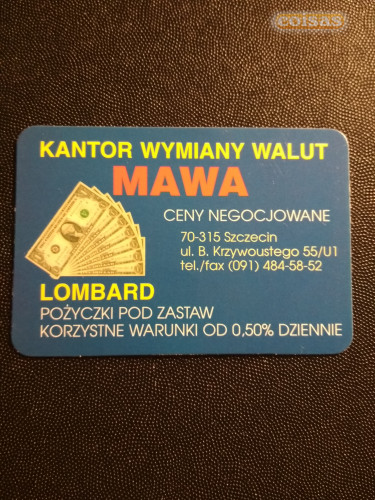 coisas
KANTOR WYMIANY WALUT
MAWA
CENY NEGOCJOWANE
70-315 Szczecin
ul. B. Krzywoustego 55/U1
tel./fax (091) 484-58-52
LOMBARD
POŻYCZKI POD ZASTAW
KORZYSTNE WARUNKI OD 0,50% DZIENNIE